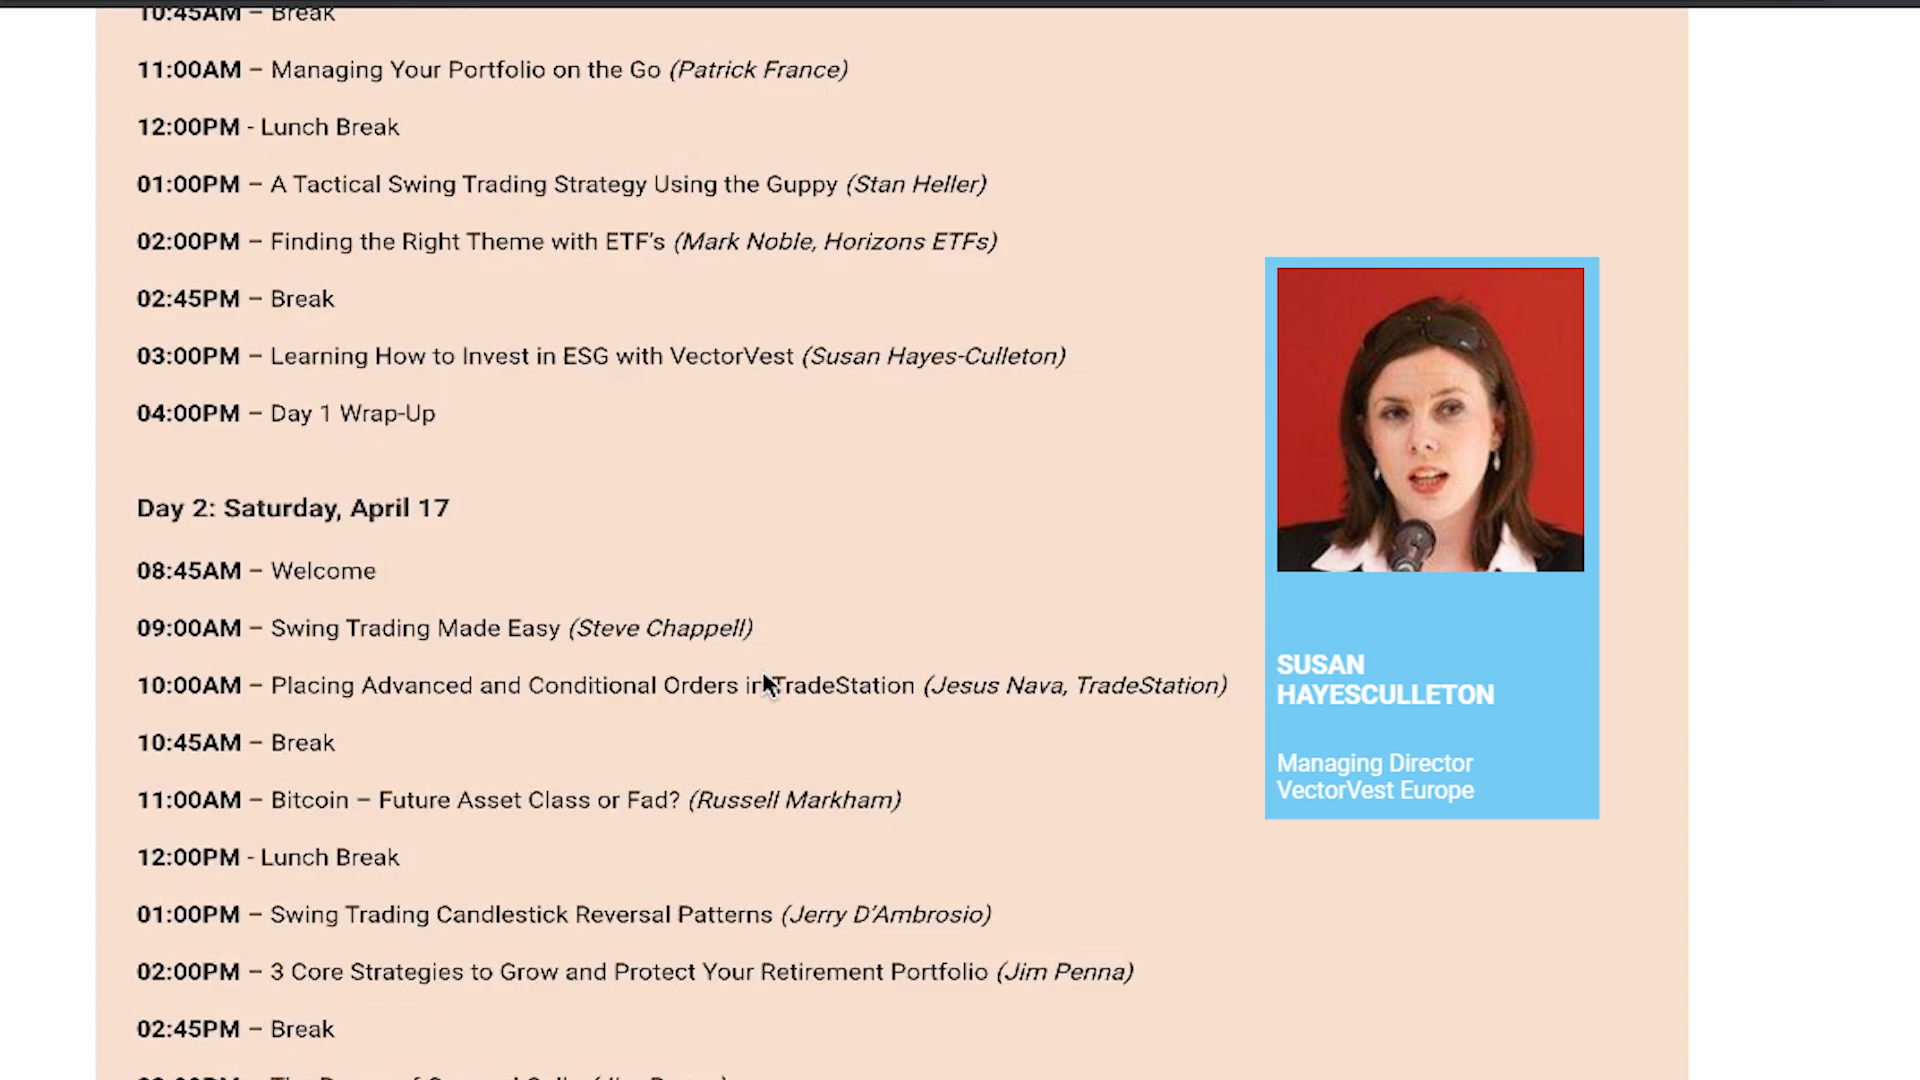 10:45AM – Break
11:00AM – Managing Your Portfolio on the Go (Patrick France)
12:00PM - Lunch Break
01:00PM – A Tactical Swing Trading Strategy Using the Guppy (Stan Heller)
02:00PM – Finding the Right Theme with ETF's (Mark Noble, Horizons ETFs)
02:45PM – Break
03:00PM – Learning How to Invest in ESG with VectorVest (Susan Hayes-Culleton)
04:00PM – Day 1 Wrap-Up
Day 2: Saturday, April 17
08:45AM – Welcome
09:00AM – Swing Trading Made Easy (Steve Chappell)
10:00AM – Placing Advanced and Conditional Orders in TradeStation (Jesus Nava, TradeStation)
10:45AM – Break
11:00AM – Bitcoin – Future Asset Class or Fad? (Russell Markham)
12:00PM - Lunch Break
01:00PM – Swing Trading Candlestick Reversal Patterns (Jerry D'Ambrosio)
02:00PM – 3 Core Strategies to Grow and Protect Your Retirement Portfolio (Jim Penna)
02:45PM – Break
SUSAN
HAYESCULLETON
Managing Director
VectorVest Europe